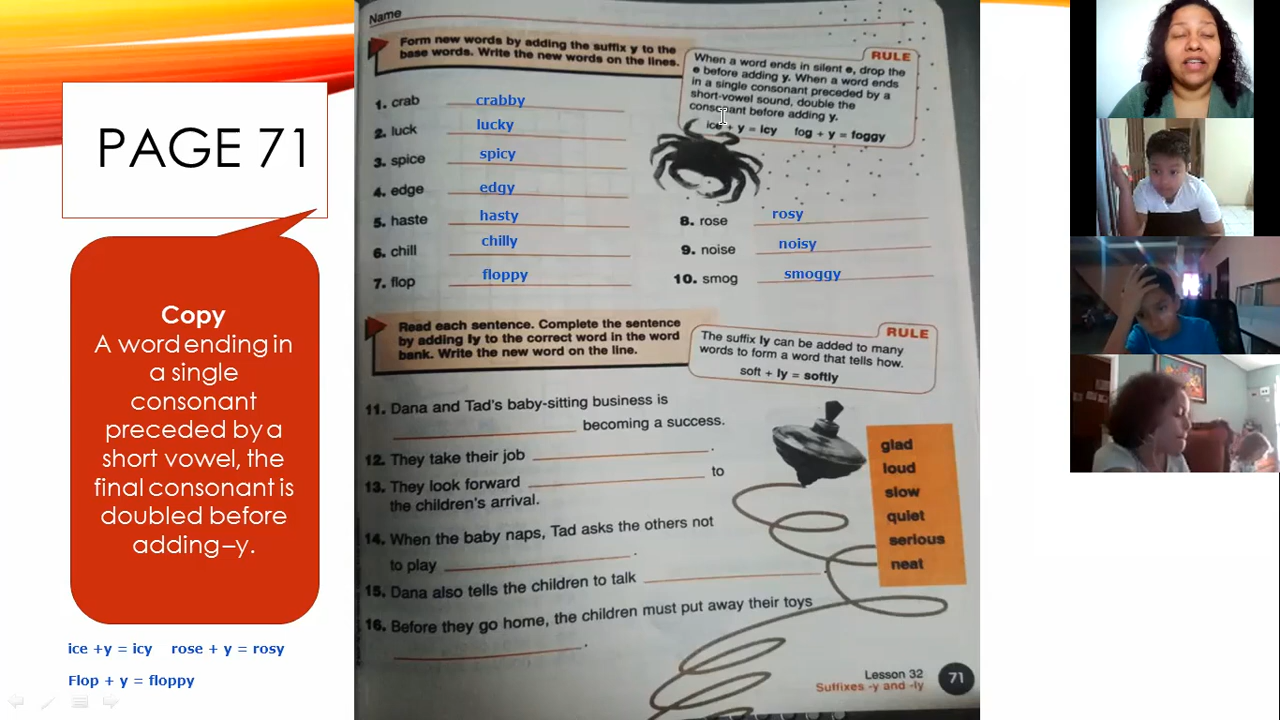 PAGE 71
Copy
A word ending in
a single
consonant
preceded by a
short vowel, the
final consonant is
doubled before
adding –y.
ice +y = icy rose + y = rosy
Flop + y = floppy
Name
Form new words by adding the suffix y to the
base words. Write the new words on the lines.
RULE
When a word ends in silent e, drop the
e before adding y. When a word ends
in a single consonant preceded by a
short-vowel sound, double the
consonant before adding y.
ice + y = icy fog + y = foggy
1. crab crabby
2. luck lucky
3. spice spicy
4. edge edgy
5. haste hasty
6. chill chilly
7. flop floppy
8. rose rosy
9. noise noisy
10. smog smoggy
Read each sentence. Complete the sentence
by adding ly to the correct word in the word
bank. Write the new word on the line.
RULE
The suffix ly can be added to many
words to form a word that tells how.
soft + ly = softly
11. Dana and Tad's baby-sitting business is
becoming a success.
12. They take their job .
13. They look forward to
the children's arrival.
14. When the baby naps, Tad asks the others not
to play .
15. Dana also tells the children to talk .
16. Before they go home, the children must put away their toys
.
glad
loud
slow
quiet
serious
neat
Lesson 32
Suffixes -y and -ly
71